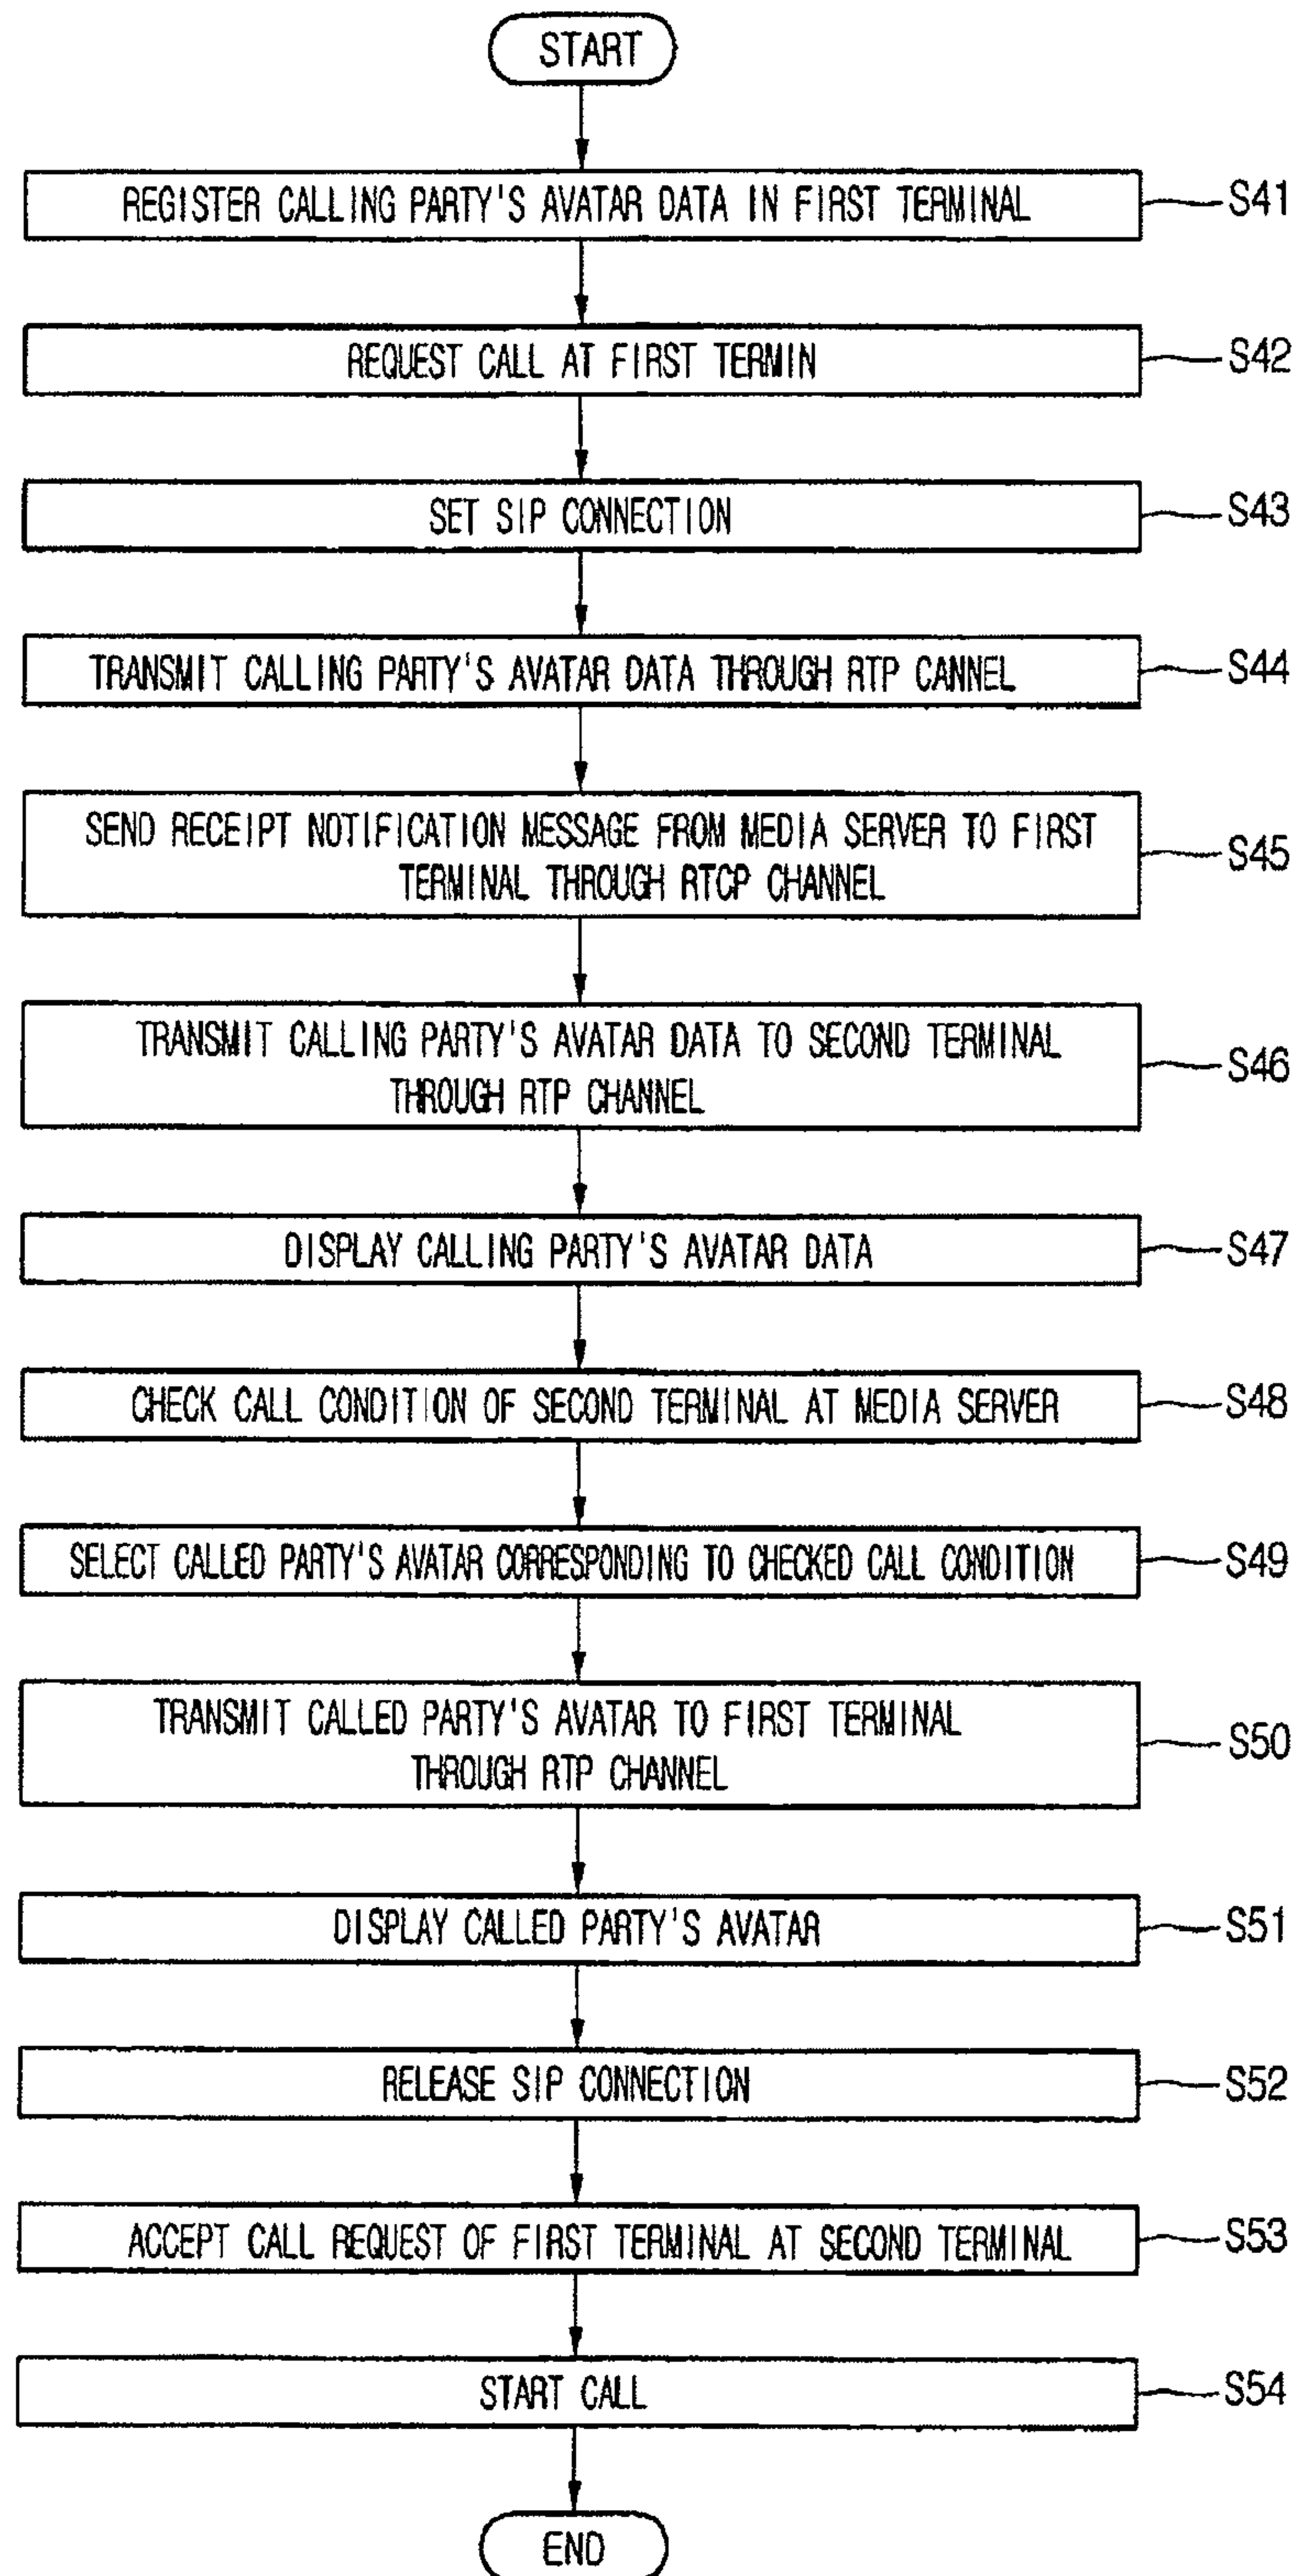 START
REGISTER CALLING PARTY'S AVATAR DATA IN FIRST TERMINAL
S41
REQUEST CALL AT FIRST TERMIN
S42
SET SIP CONNECTION
S43
TRANSMIT CALLING PARTY'S AVATAR DATA THROUGH RTP CANNEL
S44
SEND RECEIPT NOTIFICATION MESSAGE FROM MEDIA SERVER TO FIRST
TERMINAL THROUGH RTCP CHANNEL
S45
TRANSMIT CALLING PARTY'S AVATAR DATA TO SECOND TERMINAL
THROUGH RTP CHANNEL
S46
DISPLAY CALLING PARTY'S AVATAR DATA
S47
CHECK CALL CONDITION OF SECOND TERMINAL AT MEDIA SERVER
S48
SELECT CALLED PARTY'S AVATAR CORRESPONDING TO CHECKED CALL CONDITION
S49
TRANSMIT CALLED PARTY'S AVATAR TO FIRST TERMINAL
THROUGH RTP CHANNEL
S50
DISPLAY CALLED PARTY'S AVATAR
S51
RELEASE SIP CONNECTION
S52
ACCEPT CALL REQUEST OF FIRST TERMINAL AT SECOND TERMINAL
S53
START CALL
S54
END